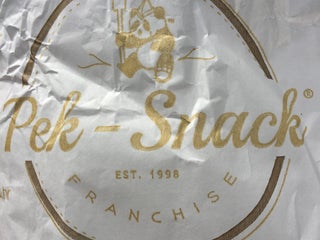 Pek - Snack®
EST. 1998
FRANCHISE